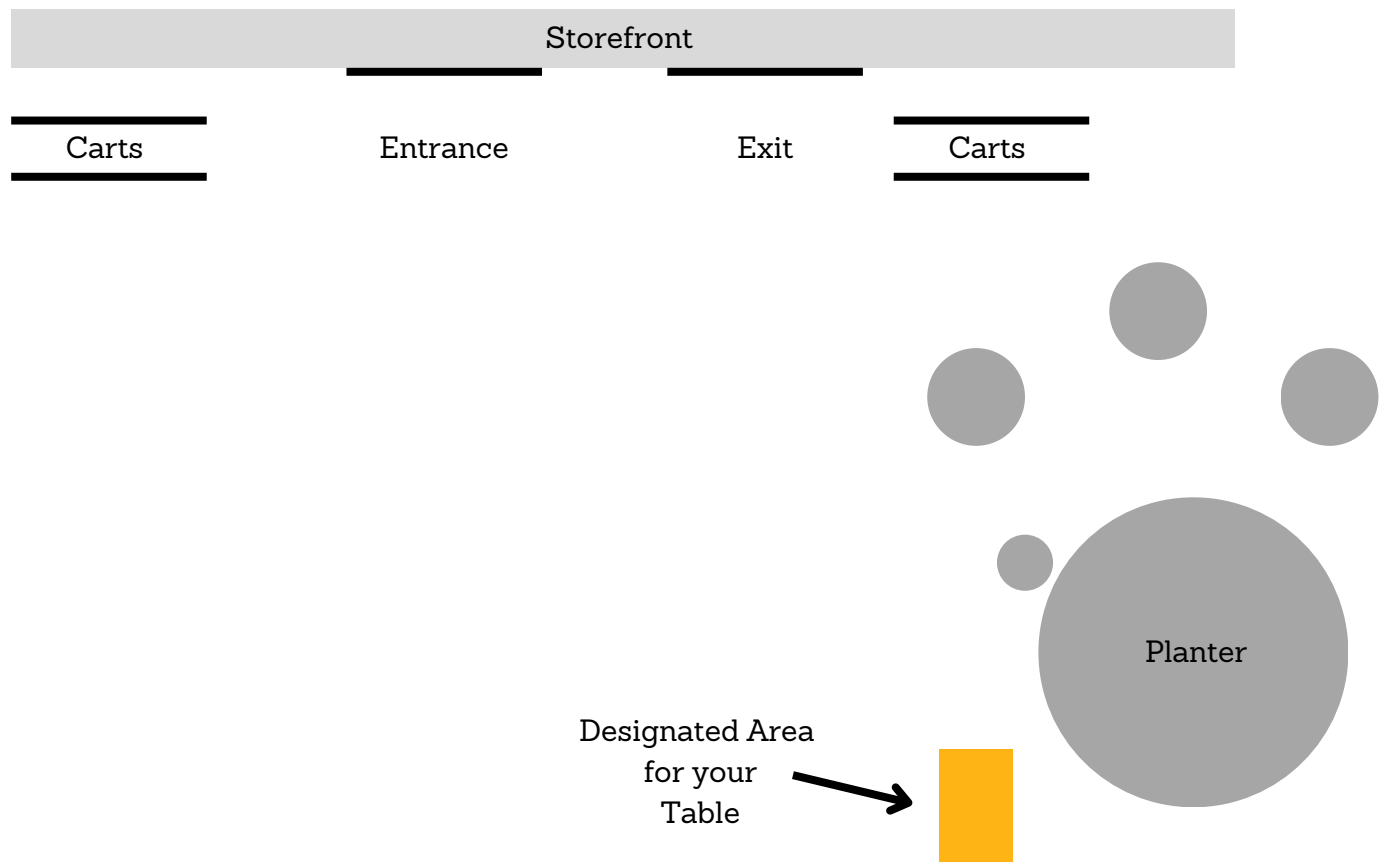 Storefront
Carts
Entrance
Exit
Carts
Planter
Designated Area
for your
Table